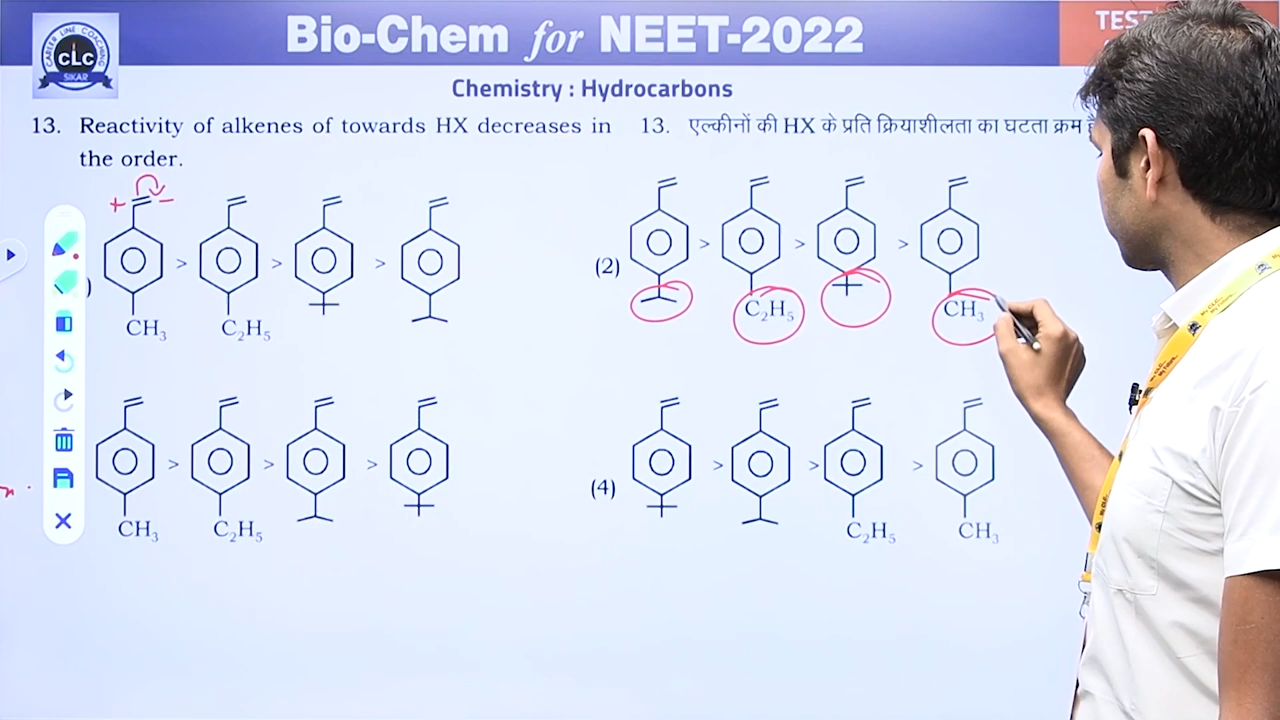 CAREER LINE COACHING
CLC
SIKAR
Bio-Chem for NEET-2022
TEST
Chemistry : Hydrocarbons
13. Reactivity of alkenes of towards HX decreases in
the order.
13. एल्कीनों की HX के प्रति क्रियाशीलता का घटता क्रम
+ −
) > > >
CH₃ C₂H₅
(2) > > >
C₂H₅ CH₃
> > >
CH₃ C₂H₅
(4) > > >
C₂H₅ CH₃